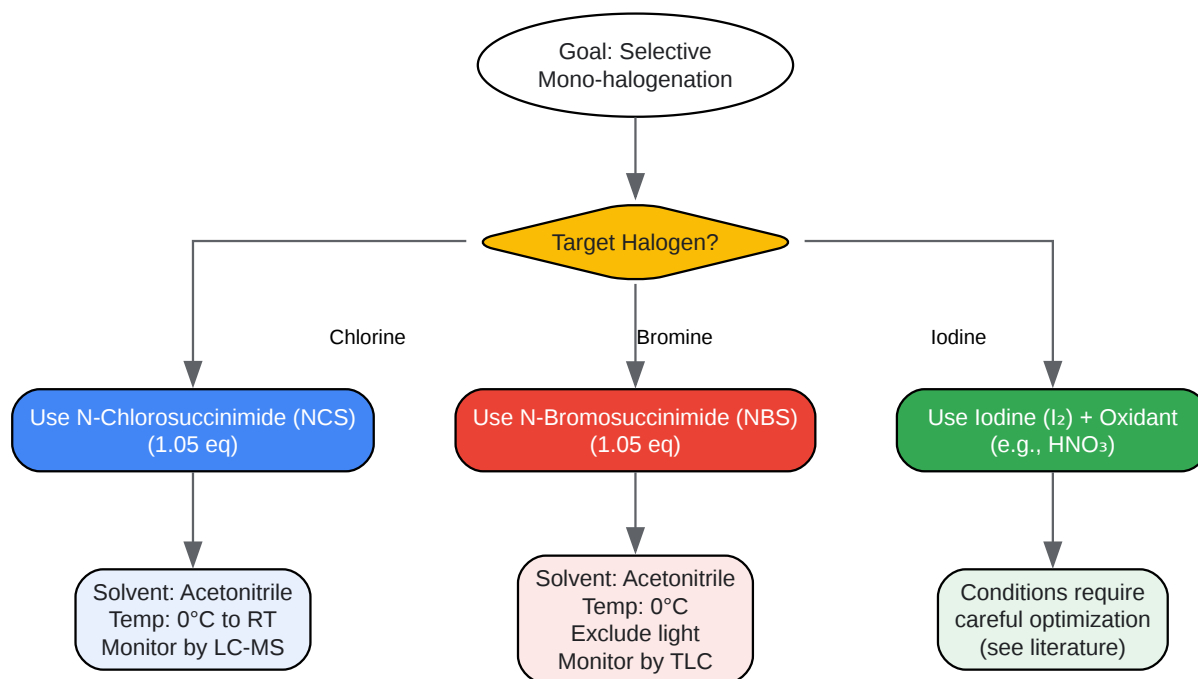 Goal: Selective
Mono-halogenation
Target Halogen?
Chlorine
Bromine
Iodine
Use N-Chlorosuccinimide (NCS)
(1.05 eq)
Use N-Bromosuccinimide (NBS)
(1.05 eq)
Use Iodine (I₂) + Oxidant
(e.g., HNO₃)
Solvent: Acetonitrile
Temp: 0°C to RT
Monitor by LC-MS
Solvent: Acetonitrile
Temp: 0°C
Exclude light
Monitor by TLC
Conditions require
careful optimization
(see literature)